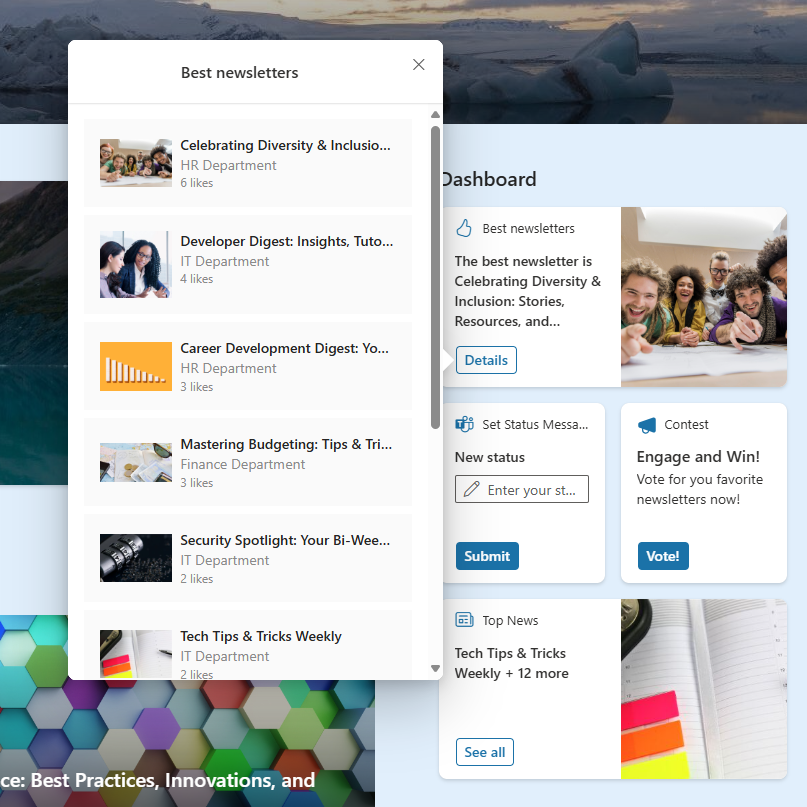 Best newsletters
Celebrating Diversity & Inclusio...
HR Department
6 likes
Developer Digest: Insights, Tuto...
IT Department
4 likes
Career Development Digest: Yo...
HR Department
3 likes
Mastering Budgeting: Tips & Tri...
Finance Department
3 likes
Security Spotlight: Your Bi-Wee...
IT Department
2 likes
Tech Tips & Tricks Weekly
IT Department
2 likes
ce: Best Practices, Innovations, and
Dashboard
Best newsletters
The best newsletter is
Celebrating Diversity &
Inclusion: Stories,
Resources, and...
Details
Set Status Messa...
New status
Enter your st...
Submit
Contest
Engage and Win!
Vote for you favorite
newsletters now!
Vote!
Top News
Tech Tips & Tricks
Weekly + 12 more
See all